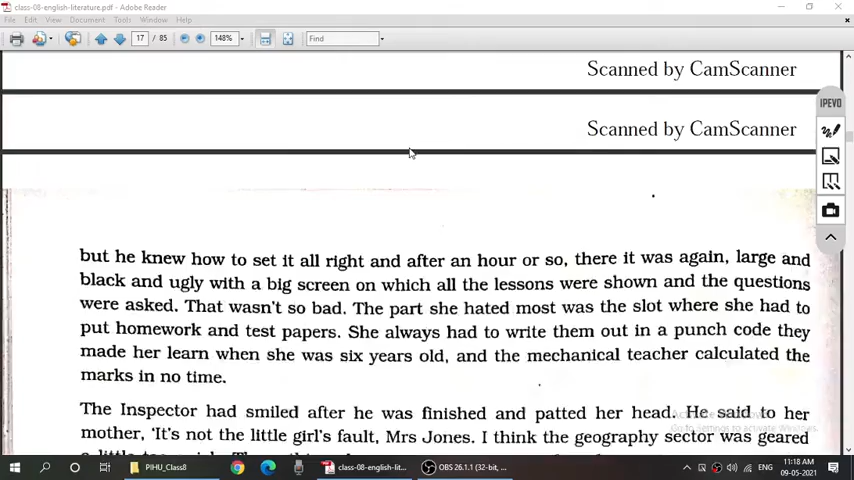 class-08-english-literature.pdf - Adobe Reader
File Edit View Document Tools Window Help
17 / 85 148% Find
Scanned by CamScanner
Scanned by CamScanner
IPEVO
but he knew how to set it all right and after an hour or so, there it was again, large and
black and ugly with a big screen on which all the lessons were shown and the questions
were asked. That wasn't so bad. The part she hated most was the slot where she had to
put homework and test papers. She always had to write them out in a punch code they
made her learn when she was six years old, and the mechanical teacher calculated the
marks in no time.
The Inspector had smiled after he was finished and patted her head. He said to her
mother, 'It's not the little girl's fault, Mrs Jones. I think the geography sector was geared
Activate Windows
Go to Settings to activate Windows.
PIHU_Class8 class-08-english-lit... OBS 26.1.1 (32-bit, ... ENG 11:18 AM
09-05-2021